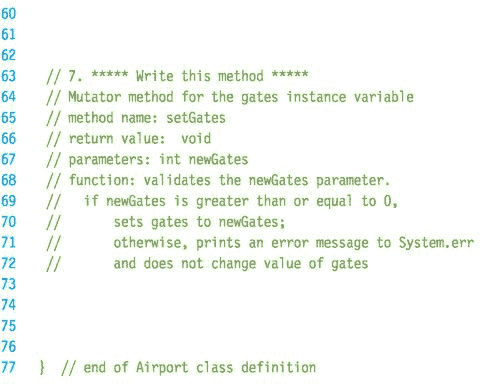 60
61
62
63 // 7. ***** Write this method *****
64 // Mutator method for the gates instance variable
65 // method name: setGates
66 // return value:  void
67 // parameters: int newGates
68 // function: validates the newGates parameter.
69 //   if newGates is greater than or equal to 0,
70 //       sets gates to newGates;
71 //       otherwise, prints an error message to System.err
72 //       and does not change value of gates
73
74
75
76
77 }  // end of Airport class definition